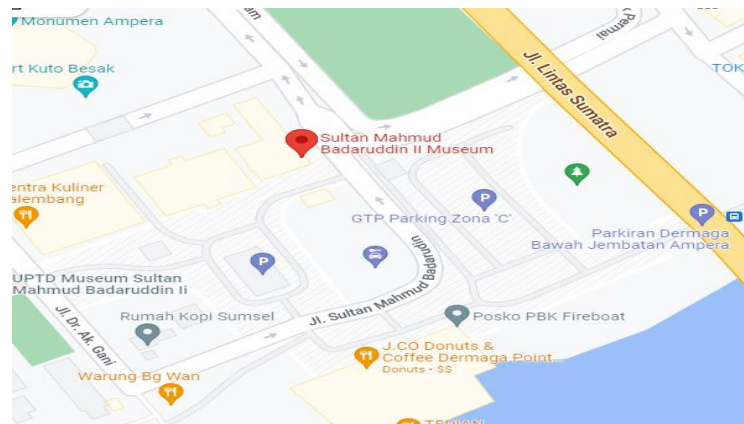 Monumen Ampera
rt Kuto Besak
k Permai
TOK
Jl. Lintas Sumatra
Sultan Mahmud
Badaruddin II Museum
entra Kuliner
alembang
GTP Parking Zona 'C'
Parkiran Dermaga
Bawah Jembatan Ampera
UPTD Museum Sultan
Mahmud Badaruddin Ii
Jl. Sultan Mahmud Badarudin
Rumah Kopi Sumsel
Posko PBK Fireboat
Jl. Dr. Ak. Gani
J.CO Donuts &
Coffee Dermaga Point...
Donuts • $$
Warung Bg Wan